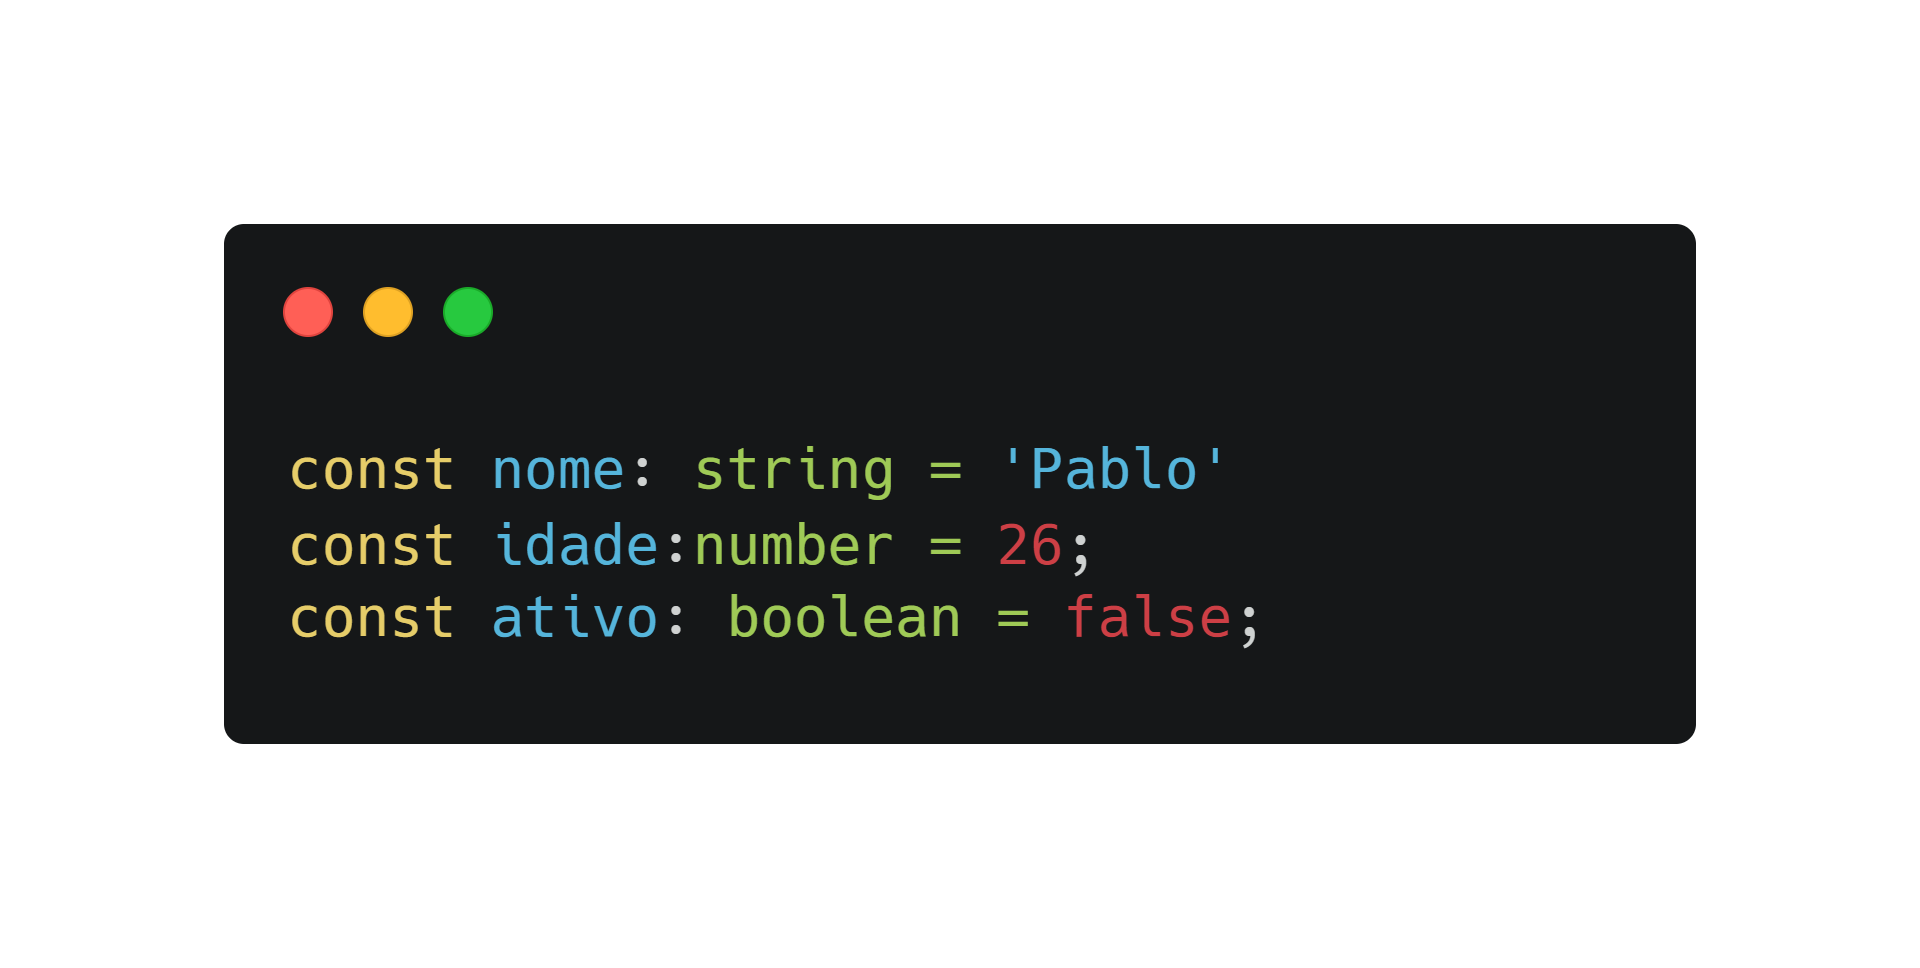 const nome: string = 'Pablo'
const idade:number = 26;
const ativo: boolean = false;